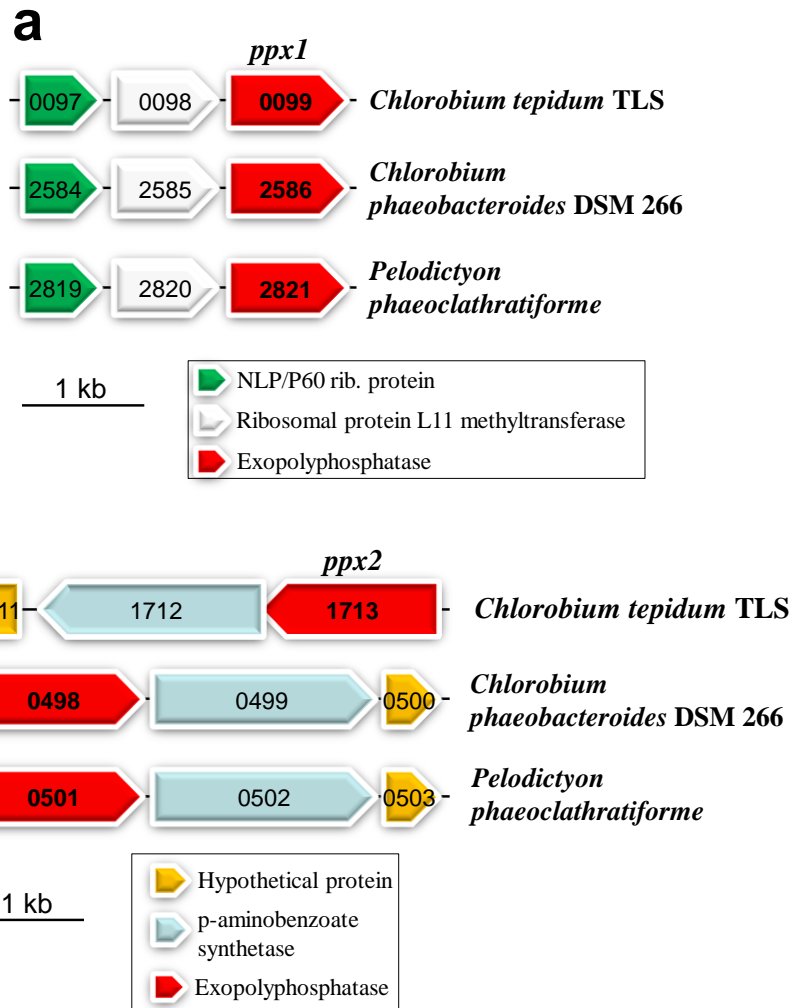 a
ppx1
0097 0098 0099 Chlorobium tepidum TLS
2584 2585 2586 Chlorobium
phaeobacteroides DSM 266
2819 2820 2821 Pelodictyon
phaeoclathratiforme
1 kb
NLP/P60 rib. protein
Ribosomal protein L11 methyltransferase
Exopolyphosphatase
ppx2
11 1712 1713 Chlorobium tepidum TLS
0498 0499 0500 Chlorobium
phaeobacteroides DSM 266
0501 0502 0503 Pelodictyon
phaeoclathratiforme
1 kb
Hypothetical protein
p-aminobenzoate
synthetase
Exopolyphosphatase